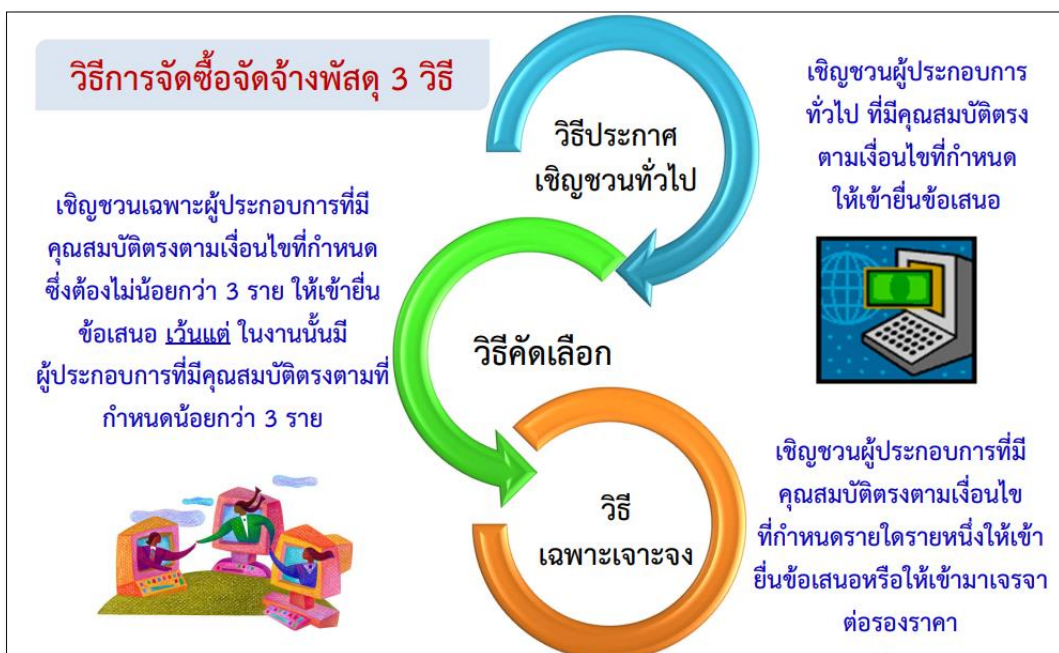 วิธีการจัดซื้อจัดจ้างพัสดุ 3 วิธี
วิธีประกาศ
เชิญชวนทั่วไป
เชิญชวนผู้ประกอบการ
ทั่วไป ที่มีคุณสมบัติตรง
ตามเงื่อนไขที่กำหนด
ให้เข้ายื่นข้อเสนอ
เชิญชวนเฉพาะผู้ประกอบการที่มี
คุณสมบัติตรงตามเงื่อนไขที่กำหนด
ซึ่งต้องไม่น้อยกว่า 3 ราย ให้เข้ายื่น
ข้อเสนอ เว้นแต่ ในงานนั้นมี
ผู้ประกอบการที่มีคุณสมบัติตรงตามที่
กำหนดน้อยกว่า 3 ราย
วิธีคัดเลือก
วิธี
เฉพาะเจาะจง
เชิญชวนผู้ประกอบการที่มี
คุณสมบัติตรงตามเงื่อนไข
ที่กำหนดรายใดรายหนึ่งให้เข้า
ยื่นข้อเสนอหรือให้เข้ามาเจรจา
ต่อรองราคา